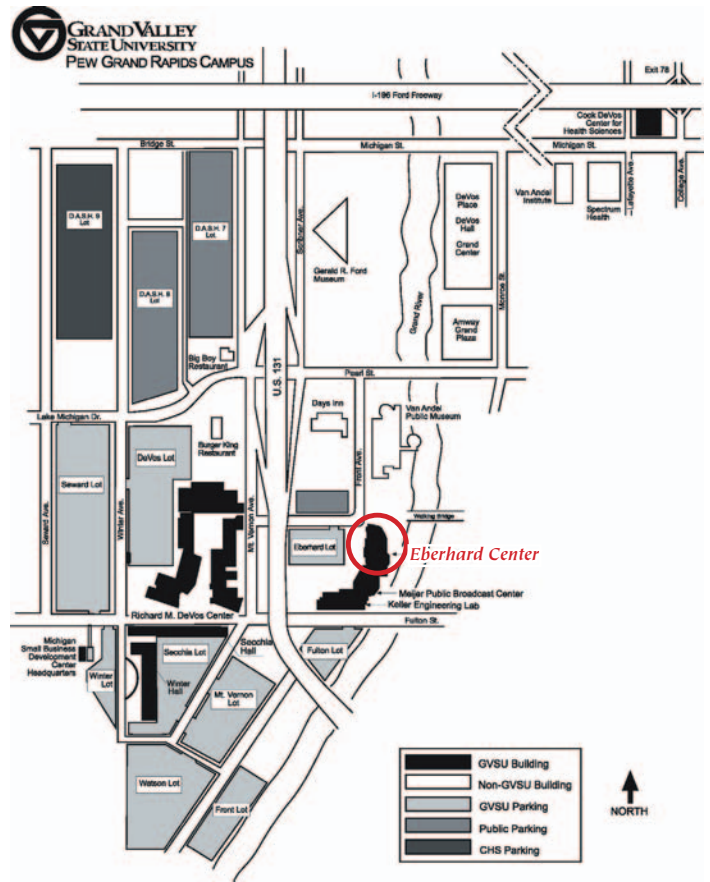 GRAND VALLEY
STATE UNIVERSITY
PEW GRAND RAPIDS CAMPUS
Exit 78
I-196 Ford Freeway
Cook DeVos
Center for
Health Sciences
Bridge St.
Michigan St.
Michigan St.
Lafayette Ave.
College Ave.
Van Andel
Institute
Spectrum
Health
DeVos
Place
DeVos
Hall
Grand
Center
D.A.S.H. 9
Lot
D.A.S.H. 7
Lot
D.A.S.H. 8
Lot
Scribner Ave.
Gerald R. Ford
Museum
Grand River
Monroe St.
Amway
Grand
Plaza
Big Boy
Restaurant
U.S. 131
Pearl St.
Lake Michigan Dr.
Days Inn
Van Andel
Public Museum
Front Ave.
Burger King
Restaurant
DeVos Lot
Seward Lot
Seward Ave.
Winter Ave.
Mt. Vernon Ave.
Walking Bridge
Eberhard Lot
Eberhard Center
Meijer Public Broadcast Center
Keller Engineering Lab
Richard M. DeVos Center
Fulton St.
Michigan
Small Business
Development
Center
Headquarters
Winter
Lot
Secchia Lot
Secchia
Hall
Winter
Hall
Fulton Lot
Mt. Vernon
Lot
Watson Lot
Front Lot
GVSU Building
Non-GVSU Building
GVSU Parking
Public Parking
CHS Parking
NORTH